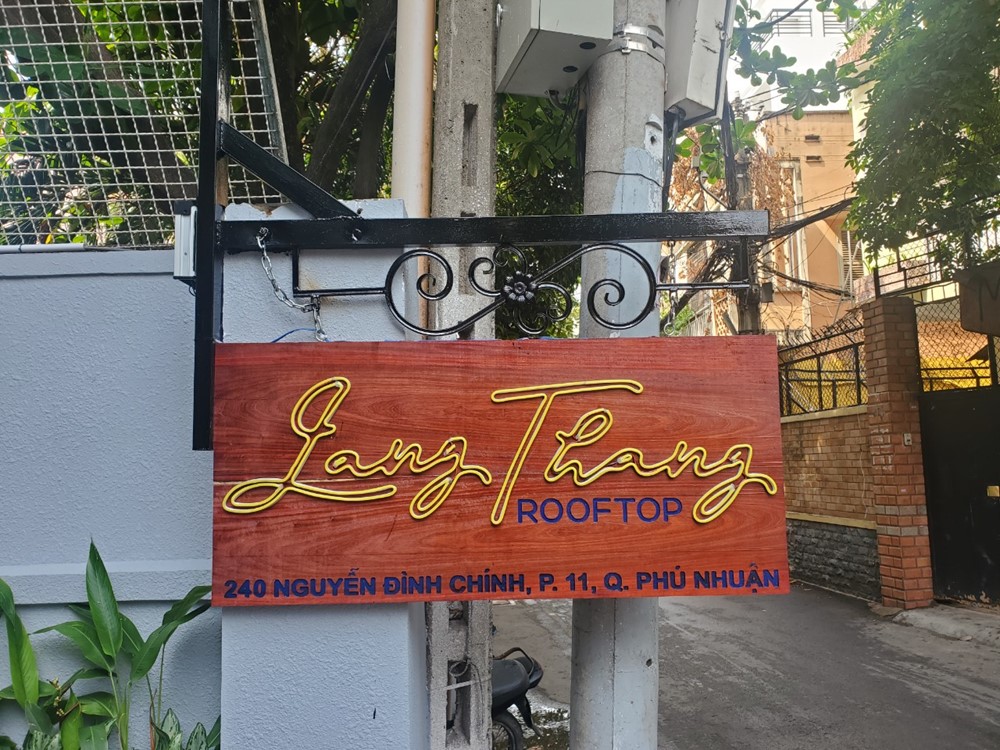 Lang Thang
ROOFTOP
240 NGUYỄN ĐÌNH CHÍNH, P. 11, Q. PHÚ NHUẬN